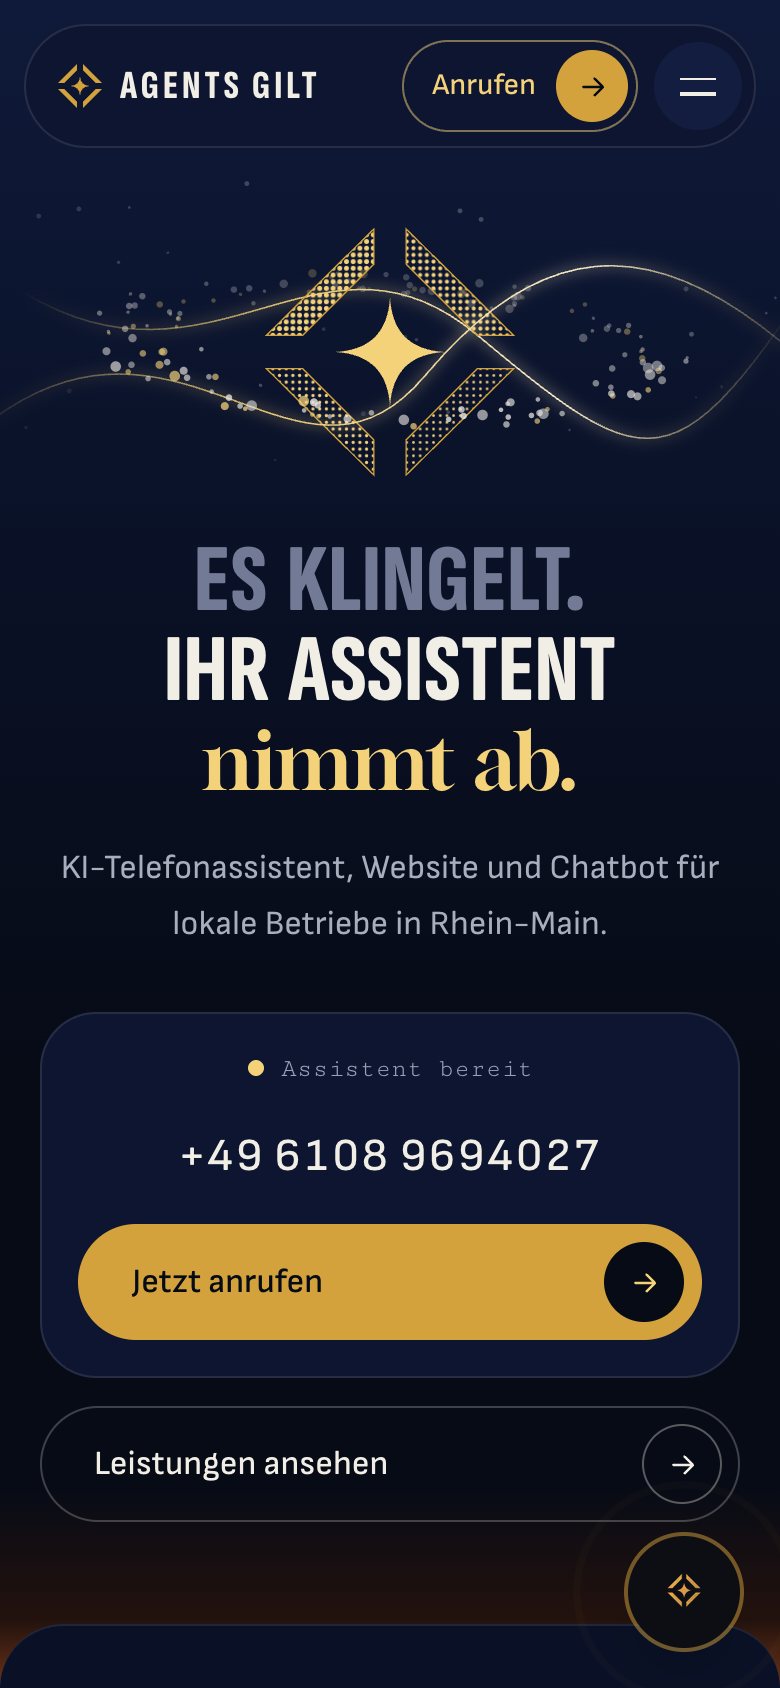 AGENTS GILT
Anrufen
ES KLINGELT.
IHR ASSISTENT
nimmt ab.
KI-Telefonassistent, Website und Chatbot für
lokale Betriebe in Rhein-Main.
Assistent bereit
+49 6108 9694027
Jetzt anrufen
Leistungen ansehen